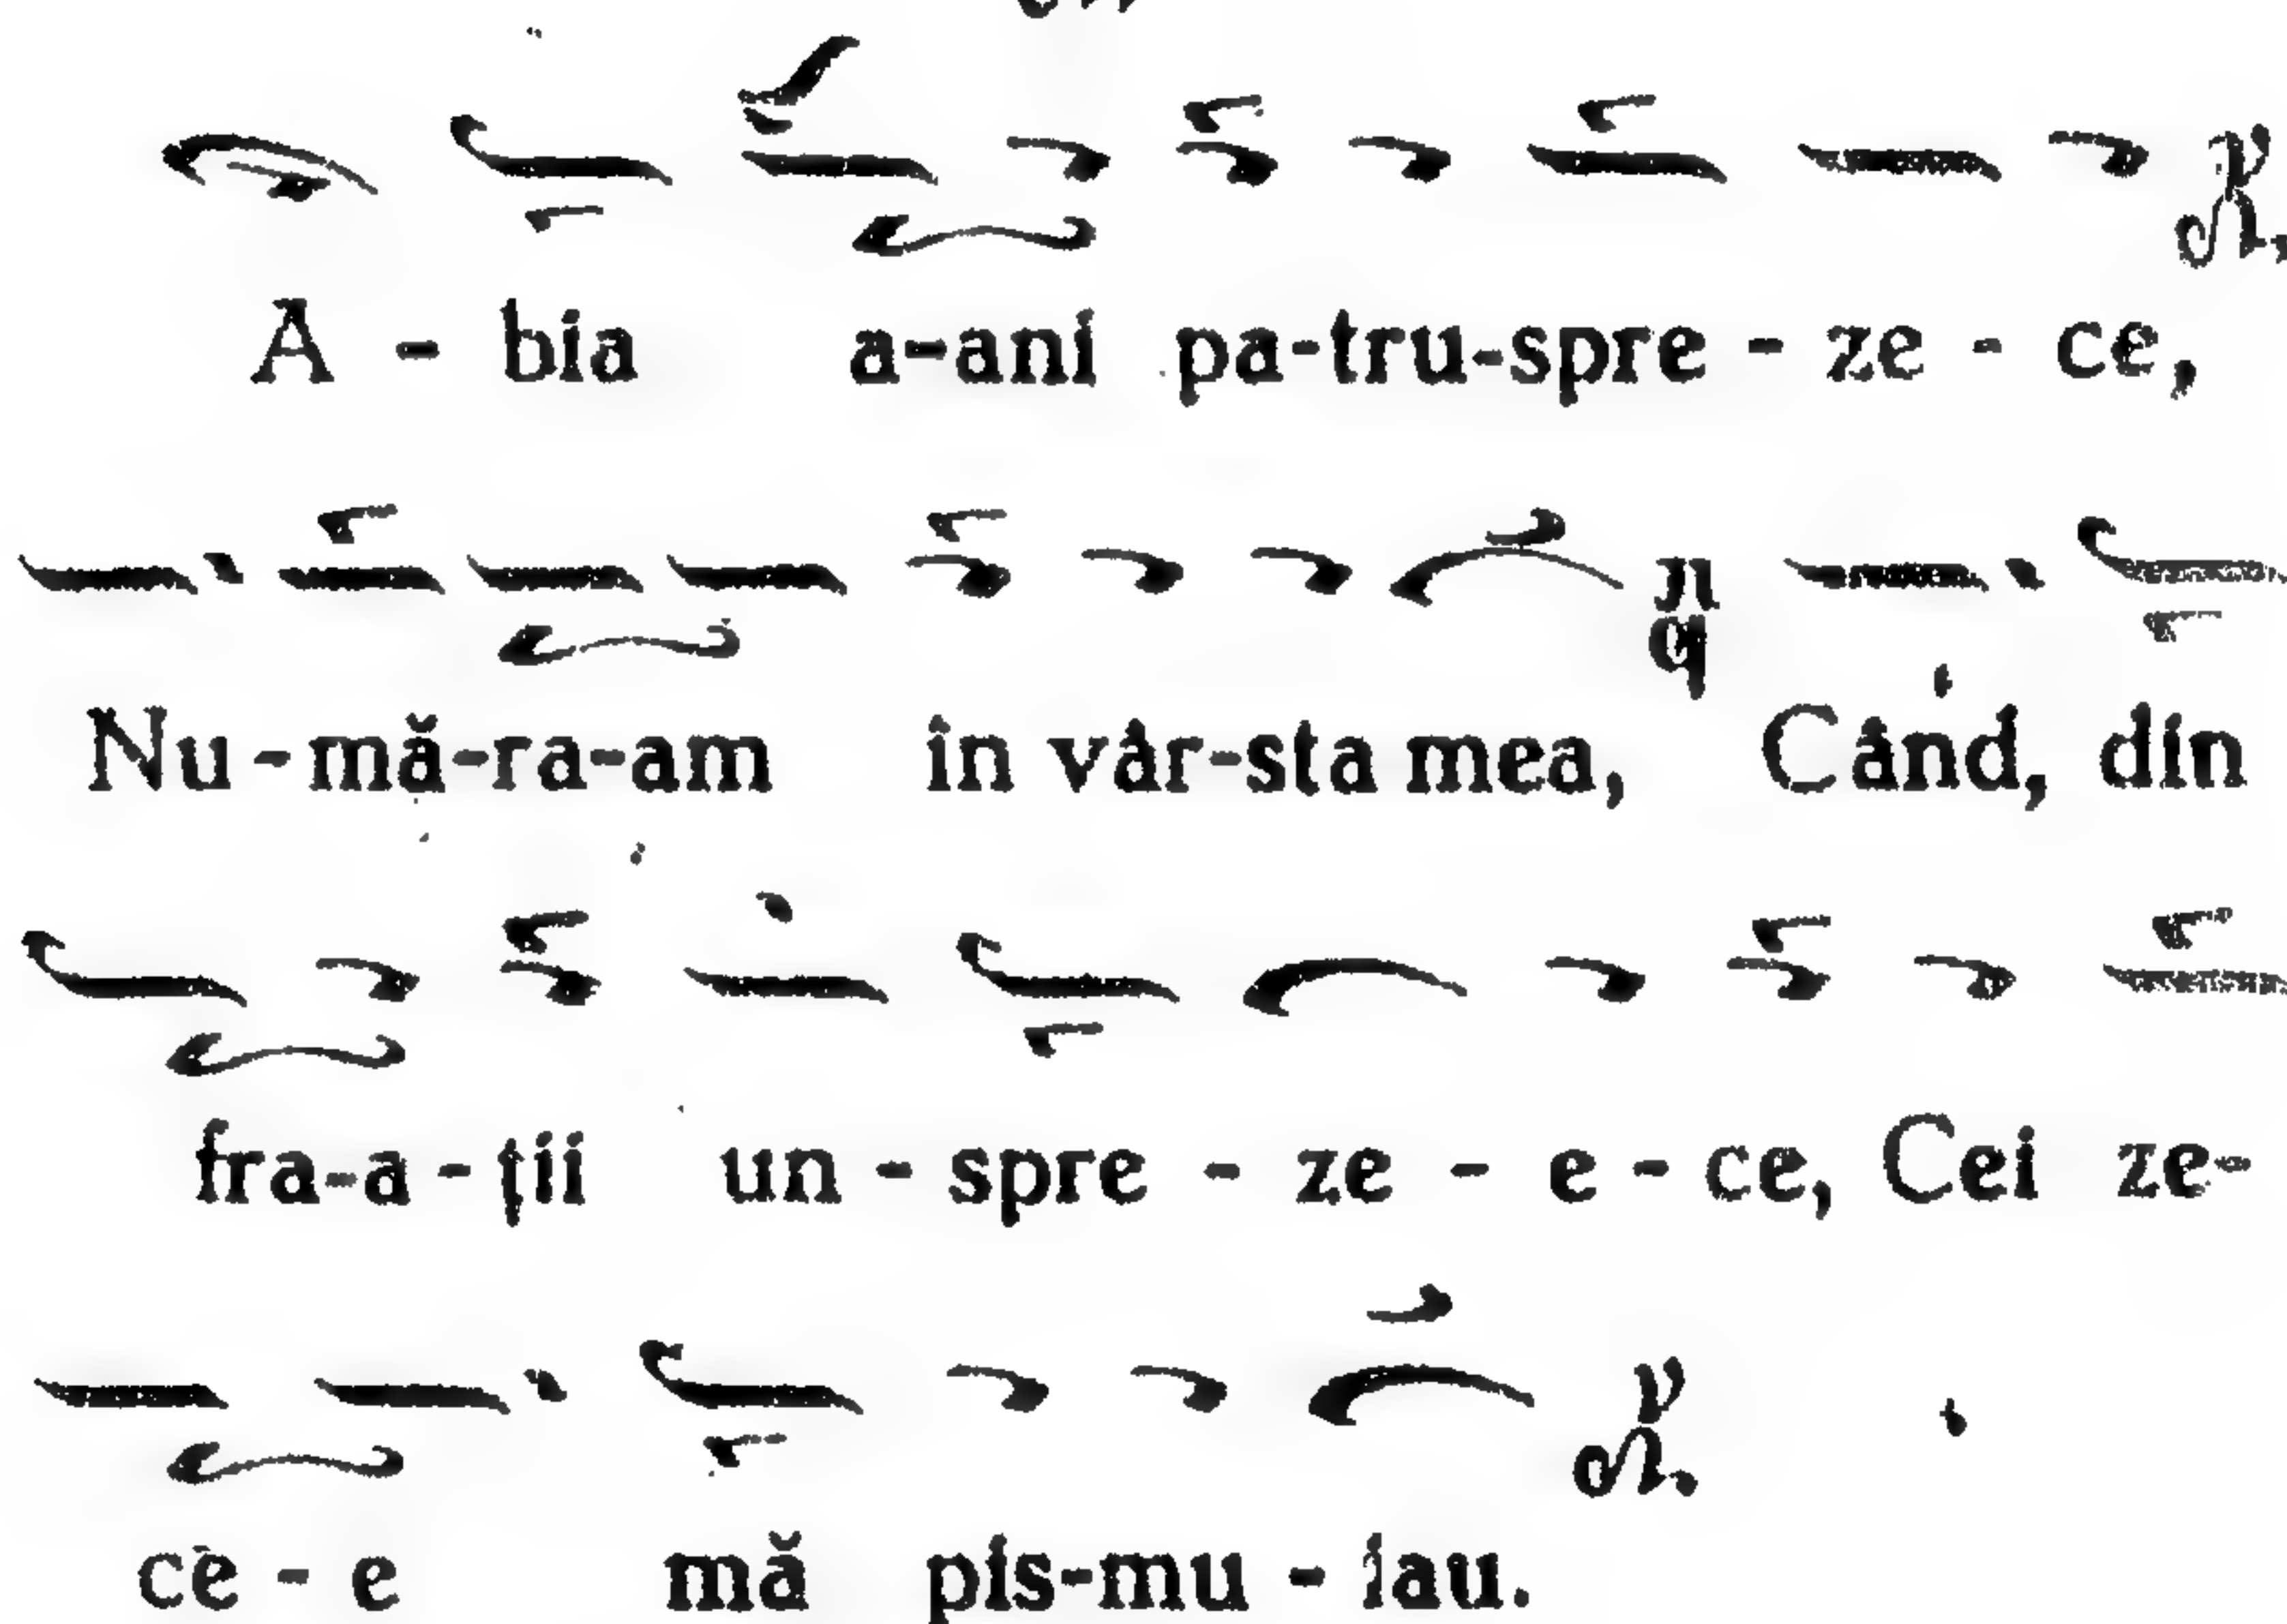 A - bia a-ani pa-tru-spre - ze - ce,
Nu-mă-ra-am în vâr-sta mea, Când, din
fra-a-ții un - spre - ze - e - ce, Cei ze-
ce - e mă pis-mu - iau.